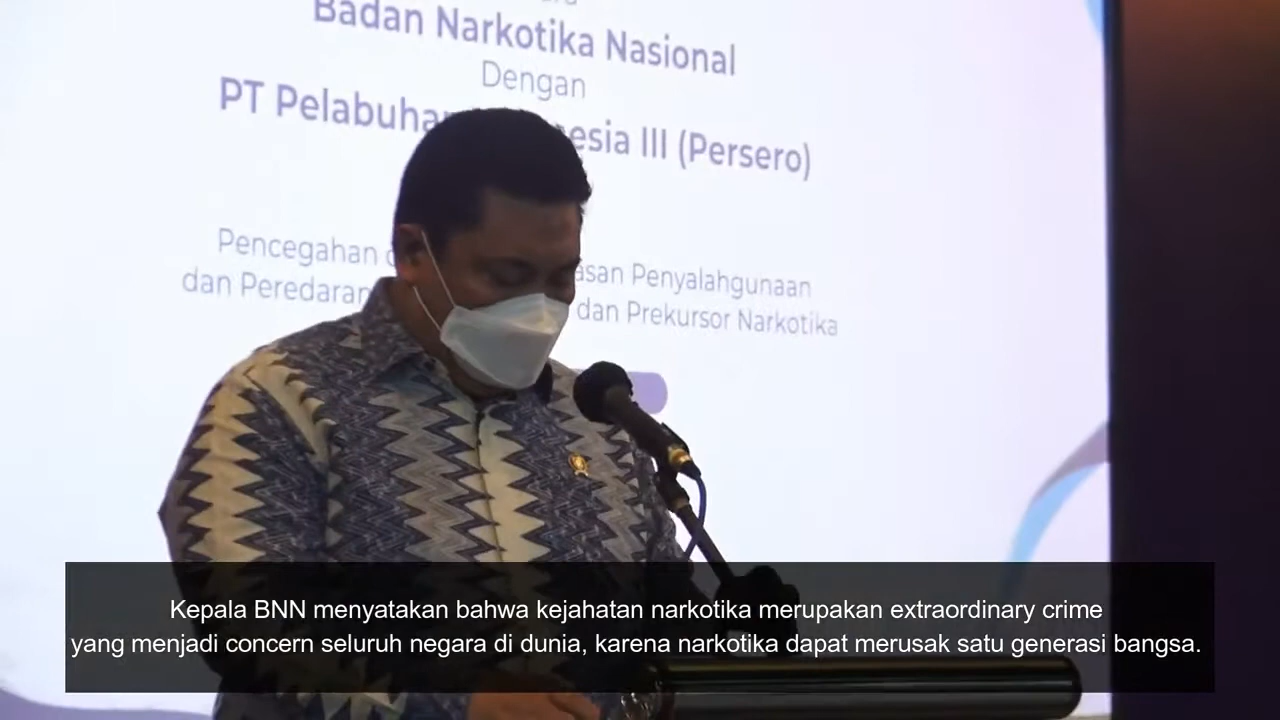 Badan Narkotika Nasional
Dengan
PT Pelabuha esia III (Persero)
Pencegahan asan Penyalahgunaan
dan Peredaran dan Prekursor Narkotika
Kepala BNN menyatakan bahwa kejahatan narkotika merupakan extraordinary crime
yang menjadi concern seluruh negara di dunia, karena narkotika dapat merusak satu generasi bangsa.